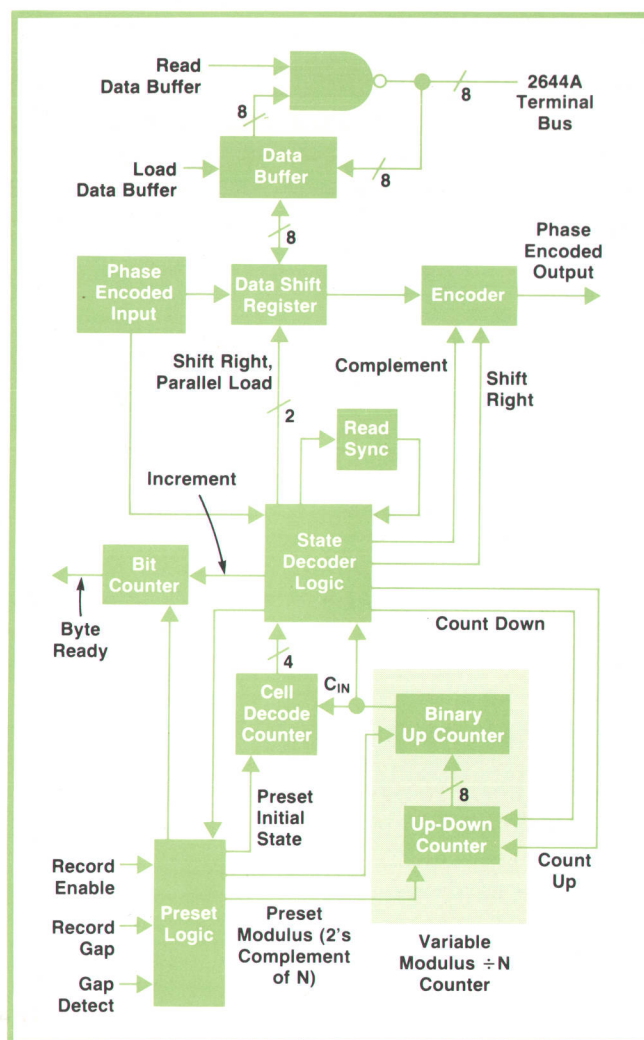 Read
Data Buffer
8
8
2644A
Terminal
Bus
Load
Data Buffer
Data
Buffer
8
8
Phase
Encoded
Input
Data Shift
Register
Encoder
Phase
Encoded
Output
Shift Right,
Parallel Load
2
Complement
Shift
Right
Read
Sync
Increment
State
Decoder
Logic
Bit
Counter
Byte
Ready
Count Down
4
CIN
Cell
Decode
Counter
Binary
Up Counter
8
Preset
Initial
State
Up-Down
Counter
Count
Up
Record
Enable
Record
Gap
Gap
Detect
Preset
Logic
Preset
Modulus (2's
Complement
of N)
Variable
Modulus ÷N
Counter